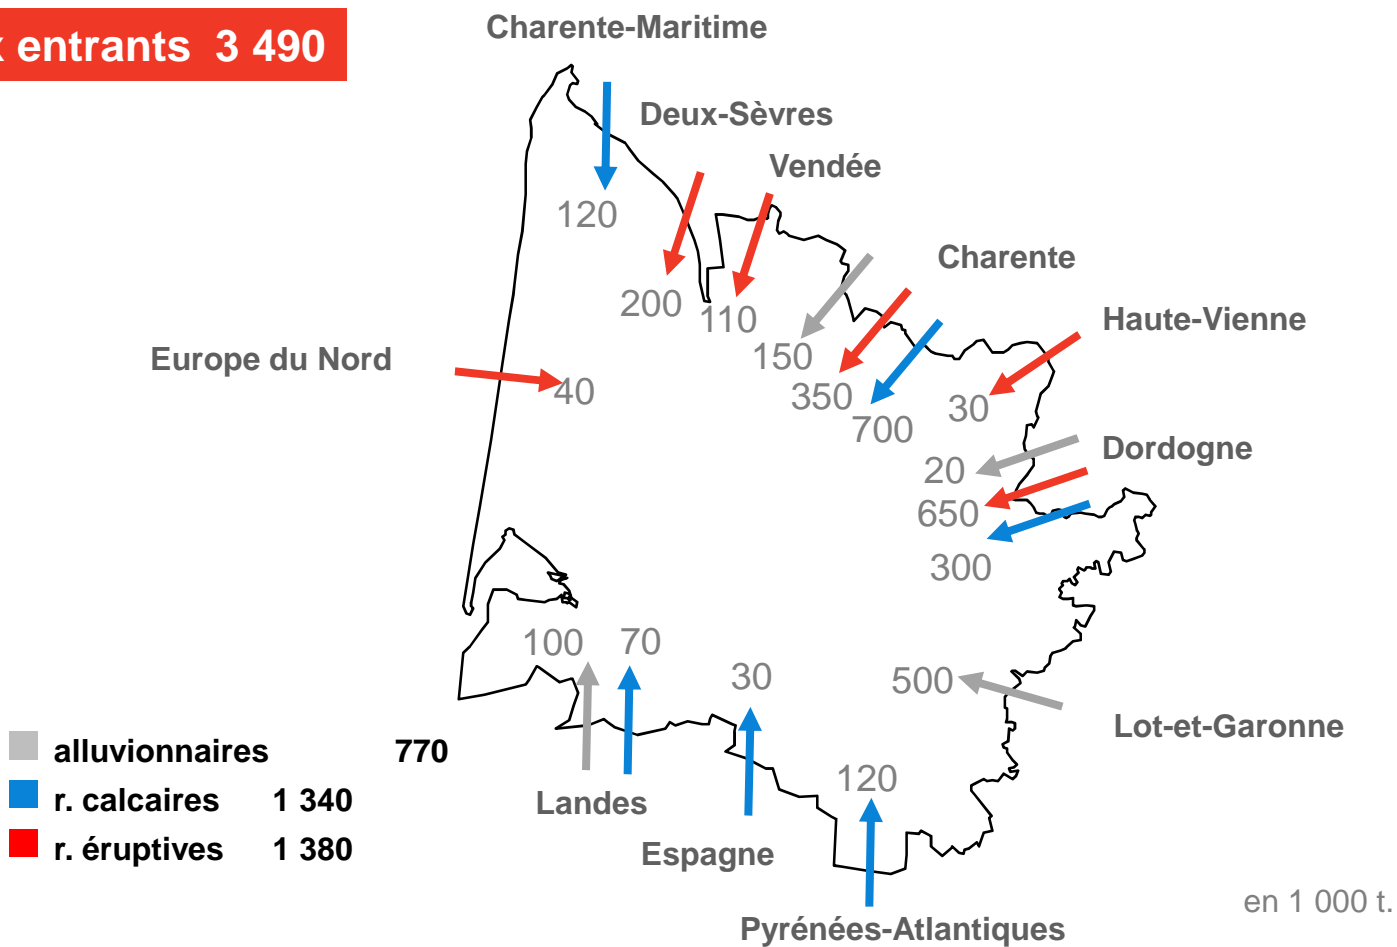 x entrants 3 490
Charente-Maritime
Deux-Sèvres
Vendée
120
Charente
200
110
Haute-Vienne
150
Europe du Nord
40
350
30
700
Dordogne
20
650
300
100
70
30
500
Lot-et-Garonne
alluvionnaires 770
120
r. calcaires 1 340
Landes
r. éruptives 1 380
Espagne
en 1 000 t.
Pyrénées-Atlantiques